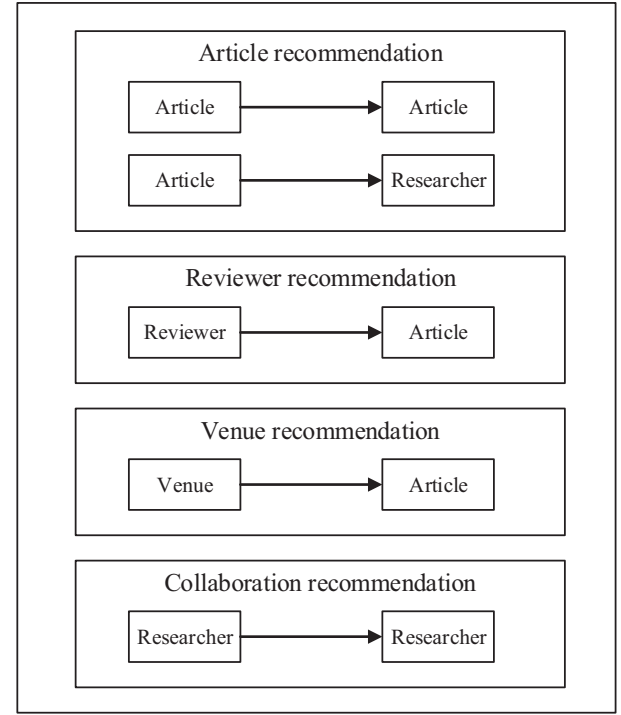 Article recommendation
Article Article
Article Researcher
Reviewer recommendation
Reviewer Article
Venue recommendation
Venue Article
Collaboration recommendation
Researcher Researcher